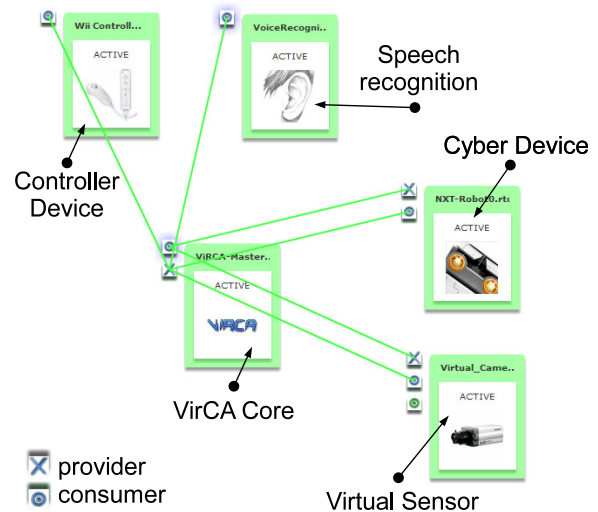 Wii Controll...
ACTIVE
VoiceRecogni..
ACTIVE
Speech
recognition
Controller
Device
Cyber Device
NXT-Robot0.rtc
ACTIVE
ViRCA-Master..
ACTIVE
VIRCA
VirCA Core
Virtual_Came..
ACTIVE
Virtual Sensor
provider
consumer